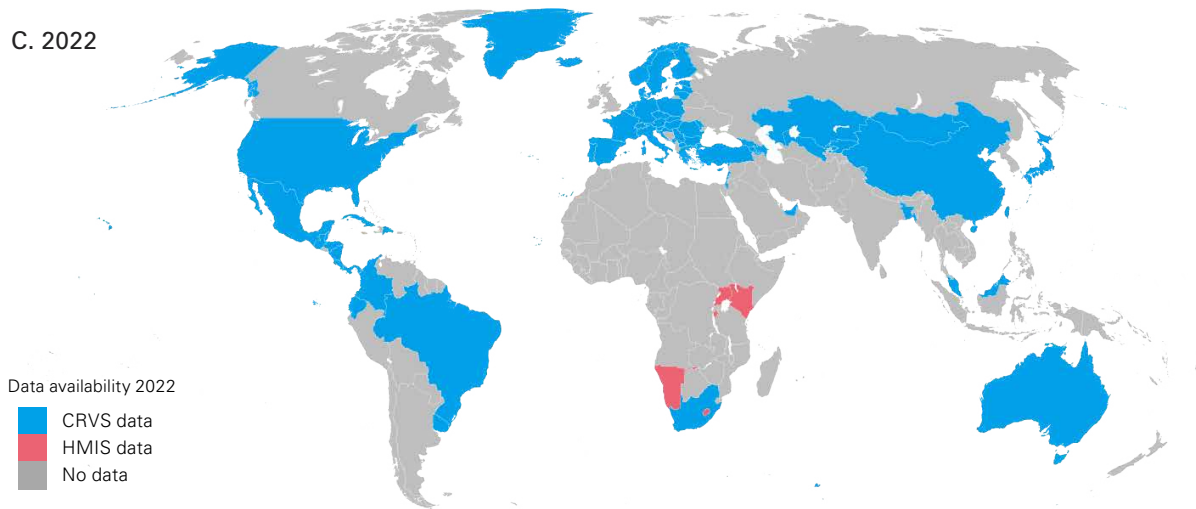 C. 2022
Data availability 2022
CRVS data
HMIS data
No data